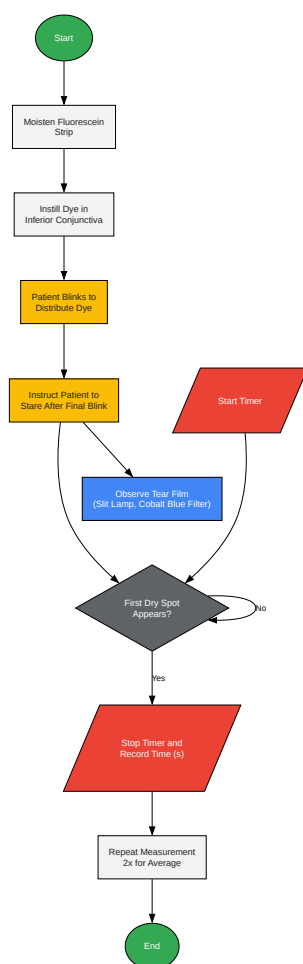 Start
Moisten Fluorescein
Strip
Instill Dye in
Inferior Conjunctiva
Patient Blinks to
Distribute Dye
Instruct Patient to
Stare After Final Blink
Start Timer
Observe Tear Film
(Slit Lamp, Cobalt Blue Filter)
First Dry Spot
Appears?
No
Yes
Stop Timer and
Record Time (s)
Repeat Measurement
2x for Average
End